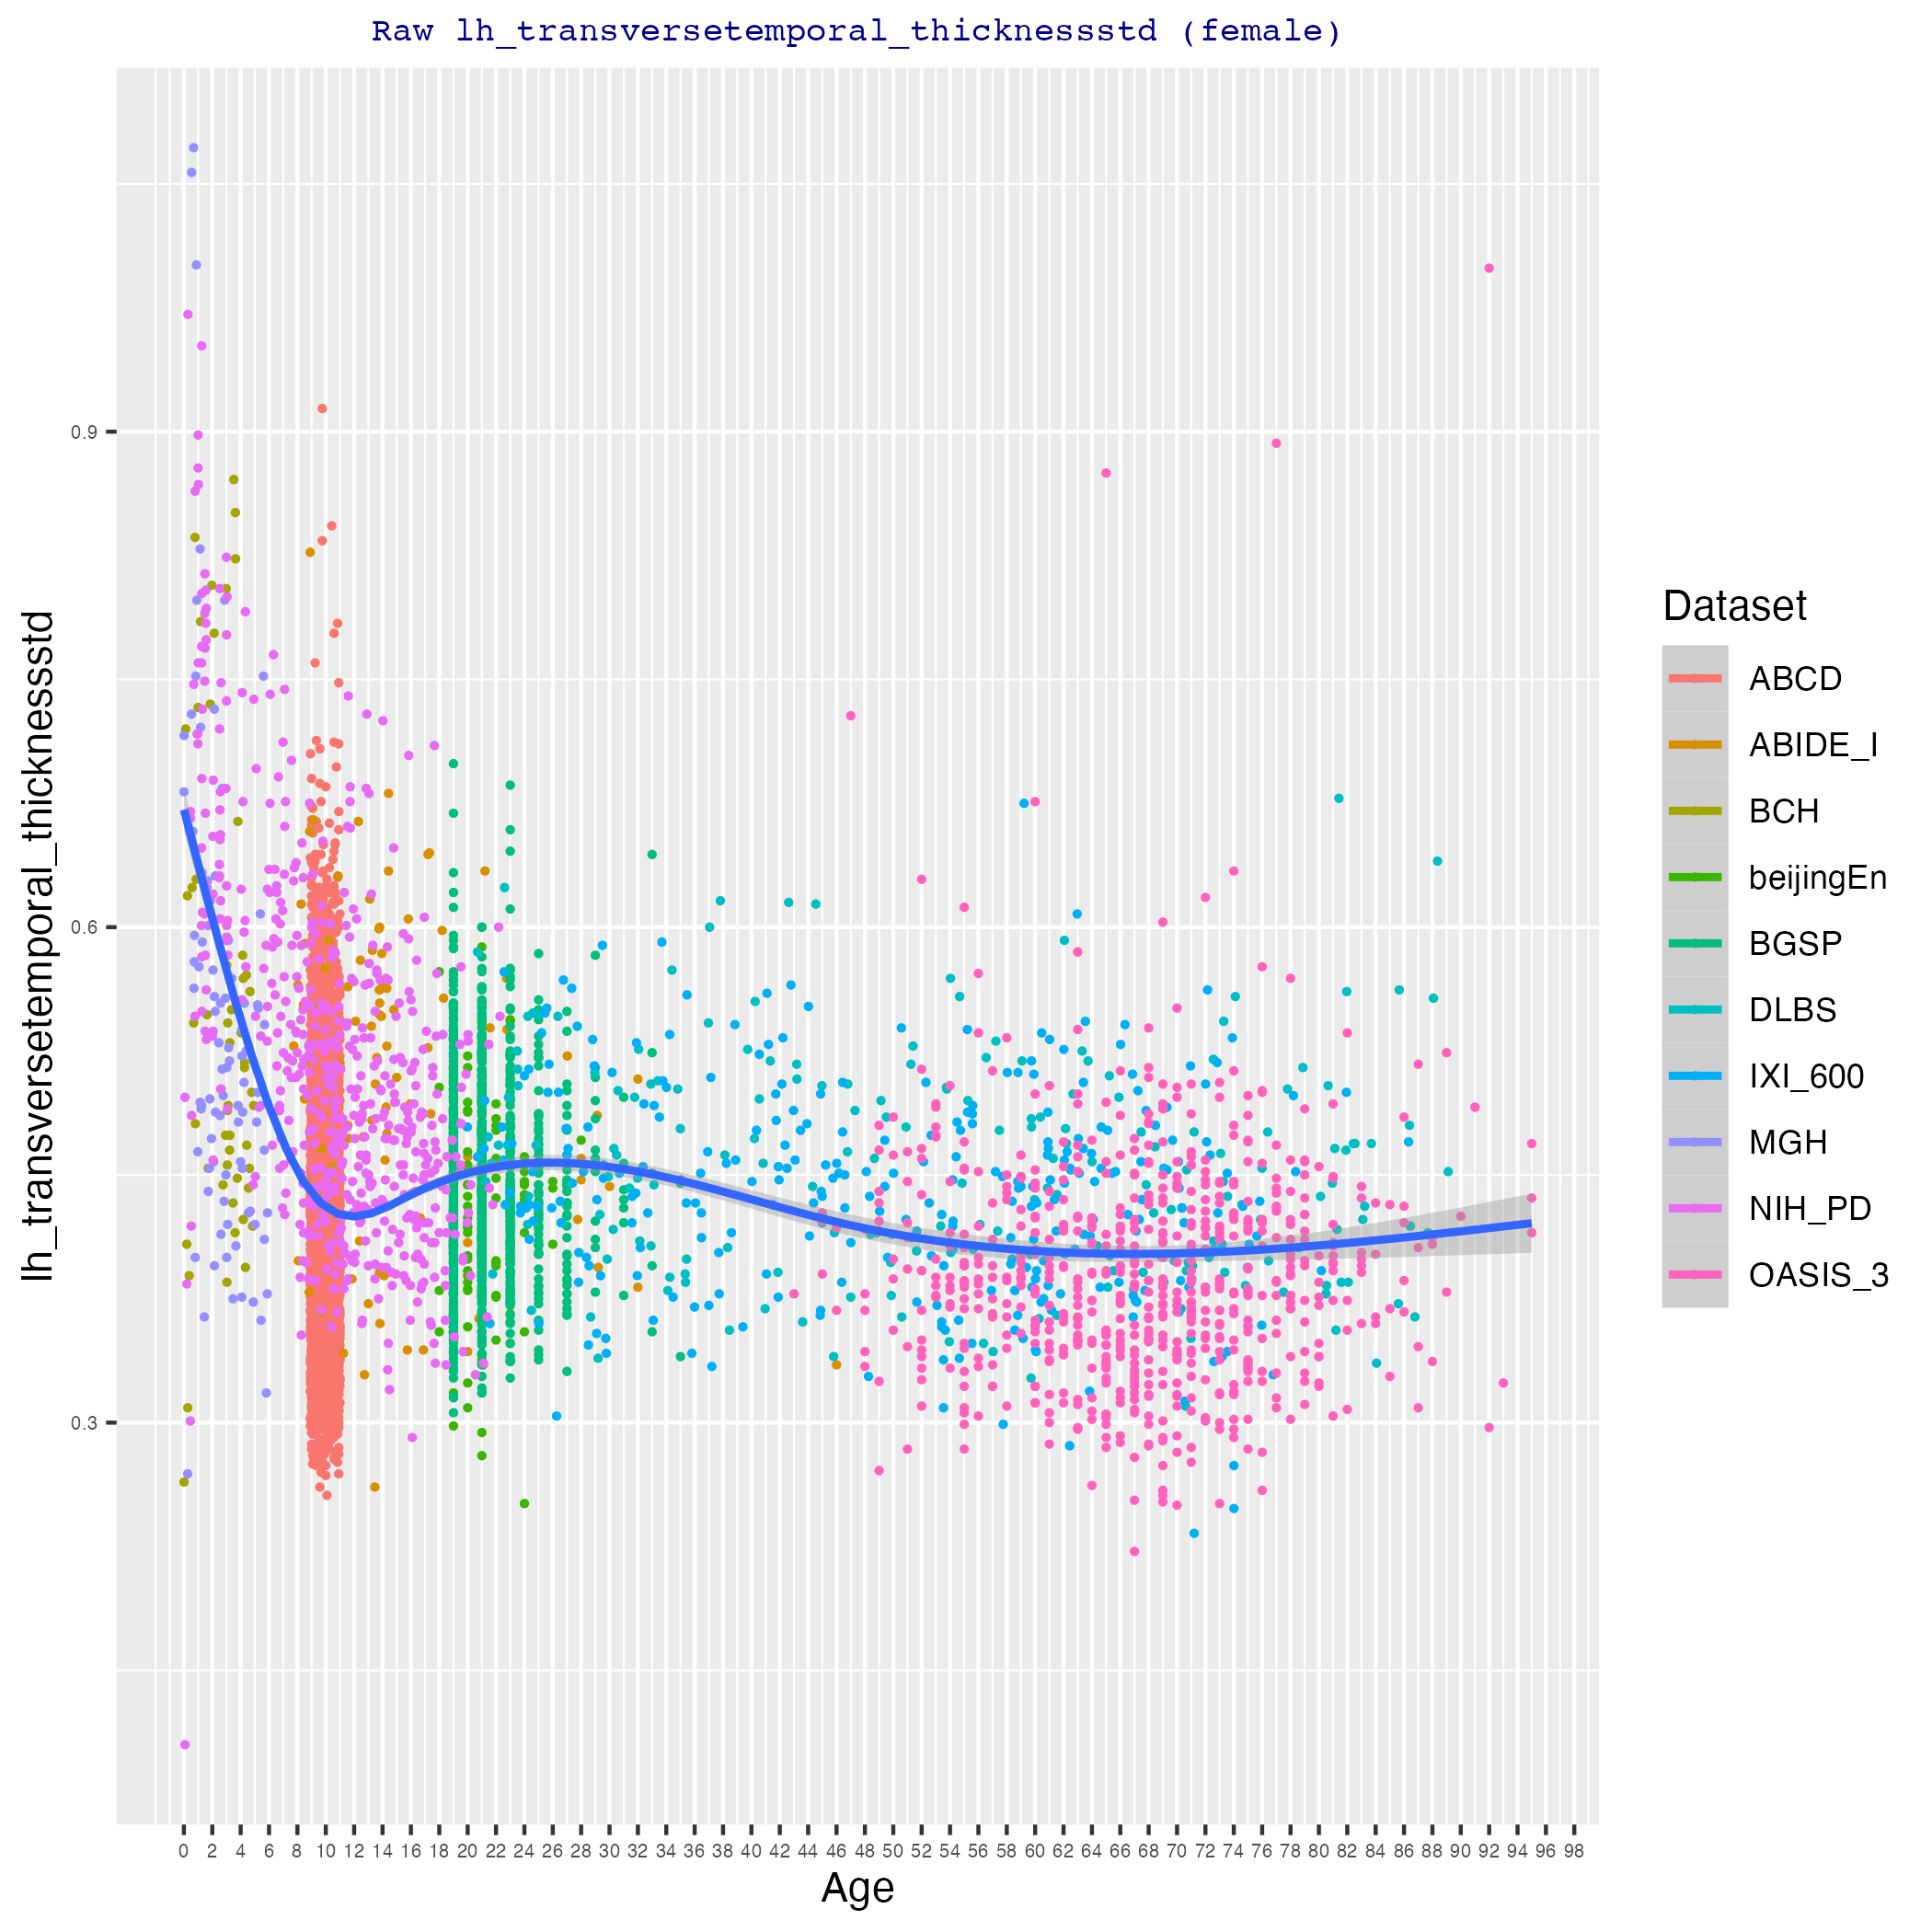 Raw lh_transversetemporal_thicknessstd (female)
lh_transversetemporal_thicknessstd
0.9
0.6
0.3
0 2 4 6 8 10 12 14 16 18 20 22 24 26 28 30 32 34 36 38 40 42 44 46 48 50 52 54 56 58 60 62 64 66 68 70 72 74 76 78 80 82 84 86 88 90 92 94 96 98
Age
Dataset
ABCD
ABIDE_I
BCH
beijingEn
BGSP
DLBS
IXI_600
MGH
NIH_PD
OASIS_3